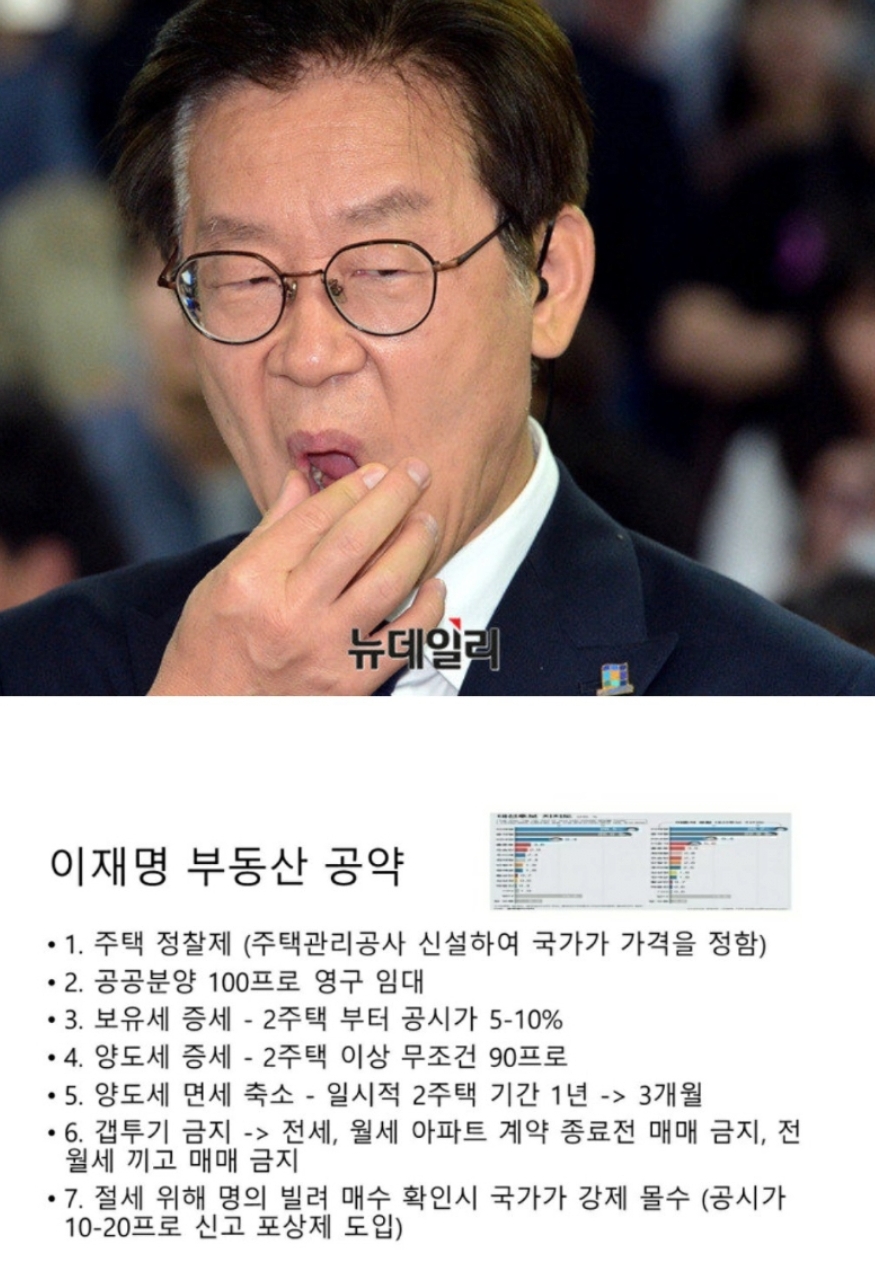 뉴데일리
이재명 부동산 공약
• 1. 주택 정찰제 (주택관리공사 신설하여 국가가 가격을 정함)
• 2. 공공분양 100프로 영구 임대
• 3. 보유세 증세 - 2주택 부터 공시가 5-10%
• 4. 양도세 증세 - 2주택 이상 무조건 90프로
• 5. 양도세 면세 축소 - 일시적 2주택 기간 1년 -> 3개월
• 6. 갭투기 금지 -> 전세, 월세 아파트 계약 종료전 매매 금지, 전
월세 끼고 매매 금지
• 7. 절세 위해 명의 빌려 매수 확인시 국가가 강제 몰수 (공시가
10-20프로 신고 포상제 도입)